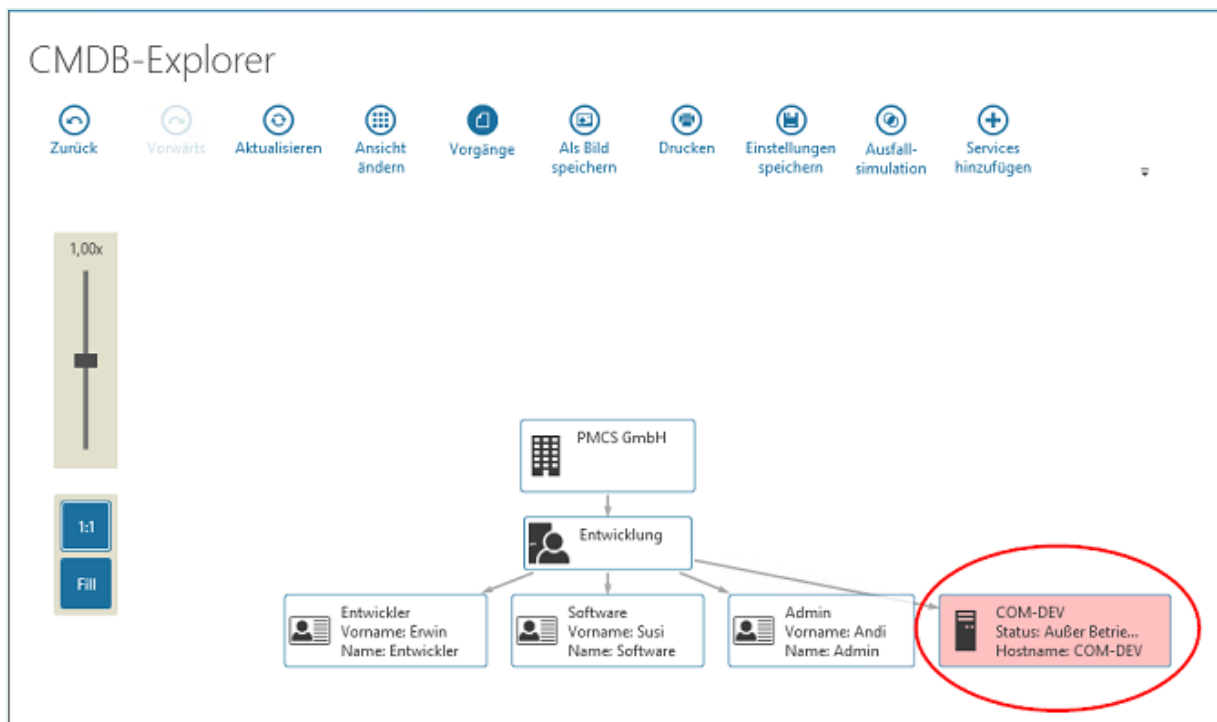 CMDB-Explorer
Zurück
Vorwärts
Aktualisieren
Ansicht
ändern
Vorgänge
Als Bild
speichern
Drucken
Einstellungen
speichern
Ausfall-
simulation
Services
hinzufügen
1,00x
1:1
Fill
PMCS GmbH
Entwicklung
Entwickler
Vorname: Erwin
Name: Entwickler
Software
Vorname: Susi
Name: Software
Admin
Vorname: Andi
Name: Admin
COM-DEV
Status: Außer Betrie...
Hostname: COM-DEV